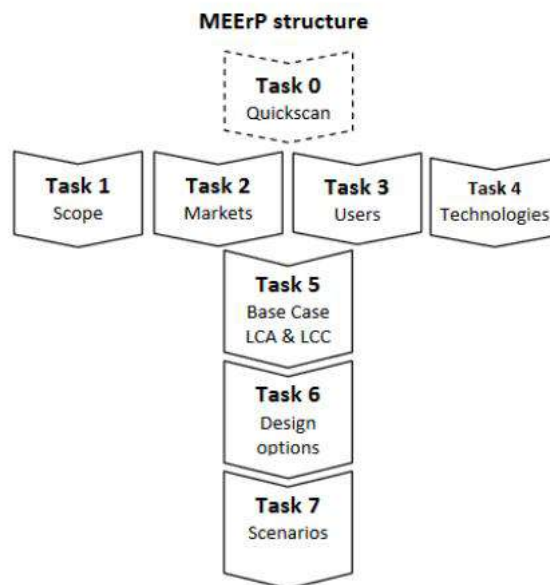 MEErP structure
Task 0
Quickscan
Task 1
Scope
Task 2
Markets
Task 3
Users
Task 4
Technologies
Task 5
Base Case
LCA & LCC
Task 6
Design
options
Task 7
Scenarios